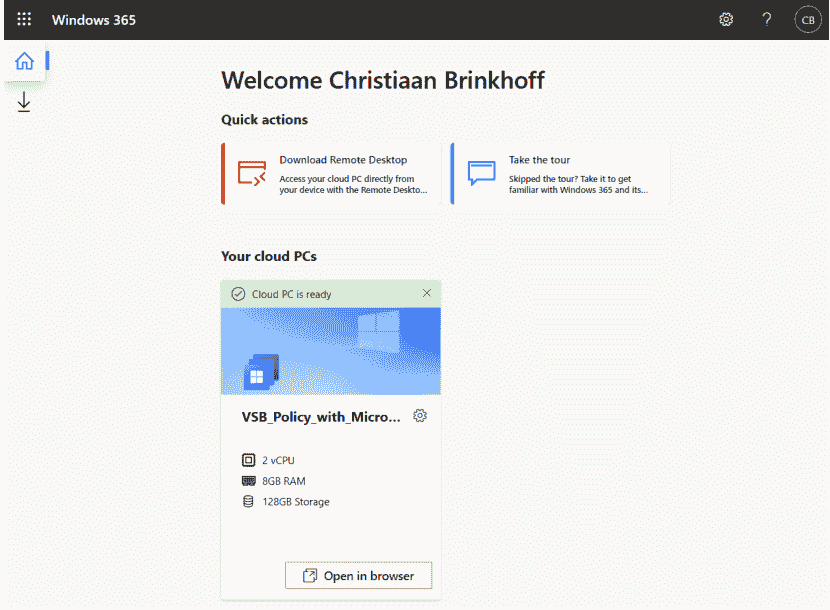 Windows 365
?
CB
Welcome Christiaan Brinkhoff
Quick actions
Download Remote Desktop
Access your cloud PC directly from
your device with the Remote Deskto...
Take the tour
Skipped the tour? Take it to get
familiar with Windows 365 and its...
Your cloud PCs
Cloud PC is ready
VSB_Policy_with_Micro...
2 vCPU
8GB RAM
128GB Storage
Open in browser